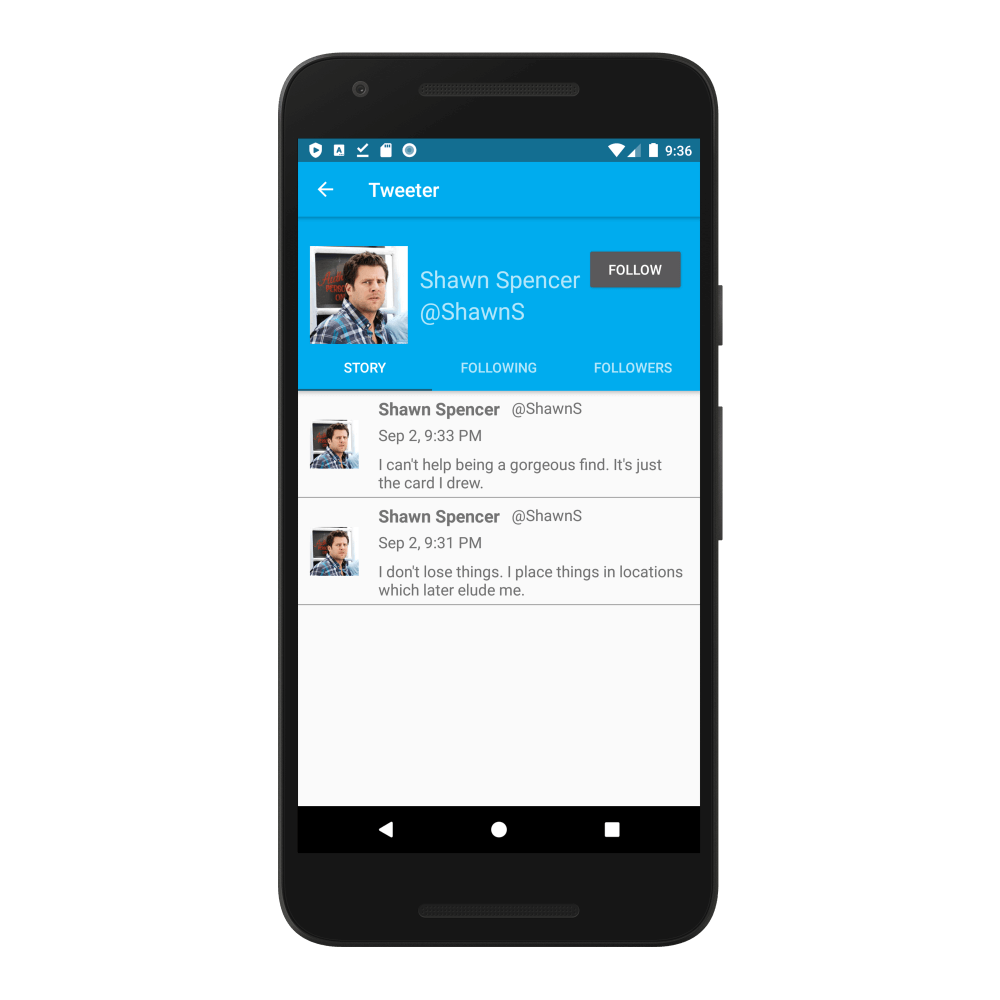 9:36
Tweeter
Shawn Spencer
FOLLOW
@ShawnS
STORY FOLLOWING FOLLOWERS
Shawn Spencer @ShawnS
Sep 2, 9:33 PM
I can't help being a gorgeous find. It's just
the card I drew.
Shawn Spencer @ShawnS
Sep 2, 9:31 PM
I don't lose things. I place things in locations
which later elude me.